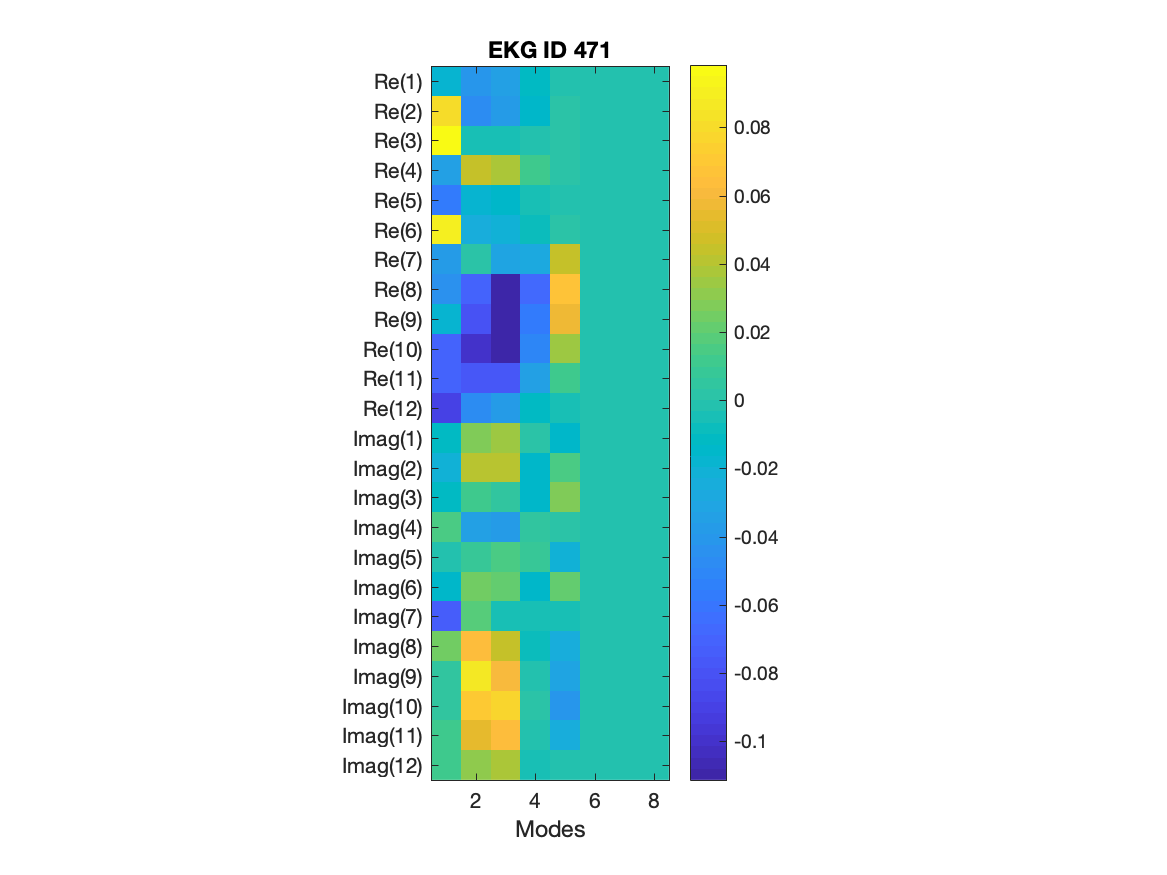 EKG ID 471
Re(1)
Re(2)
Re(3)
Re(4)
Re(5)
Re(6)
Re(7)
Re(8)
Re(9)
Re(10)
Re(11)
Re(12)
Imag(1)
Imag(2)
Imag(3)
Imag(4)
Imag(5)
Imag(6)
Imag(7)
Imag(8)
Imag(9)
Imag(10)
Imag(11)
Imag(12)
2 4 6 8
Modes
0.08
0.06
0.04
0.02
0
-0.02
-0.04
-0.06
-0.08
-0.1